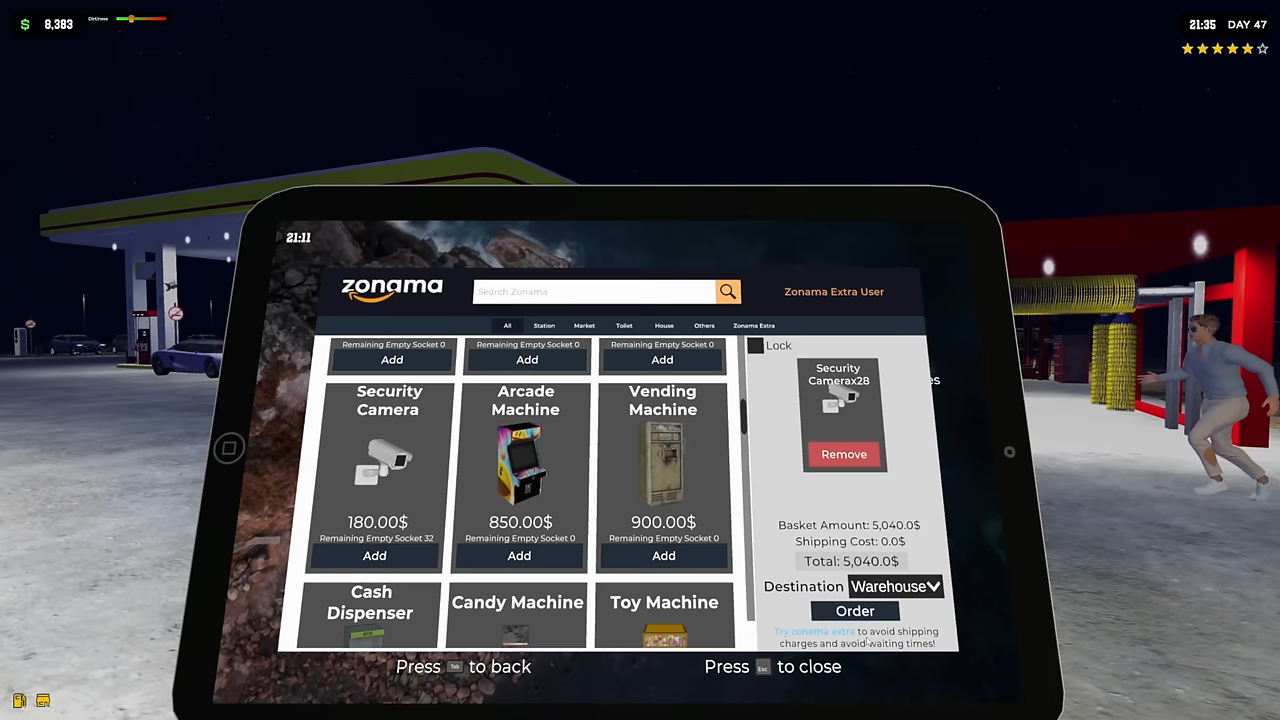 $ 8,383
Dirtiness
21:35 DAY 47
21:11
zonama
Search Zonama
Zonama Extra User
All Station Market Toilet House Others Zonama Extra
Remaining Empty Socket 0
Add
Remaining Empty Socket 0
Add
Remaining Empty Socket 0
Add
Security
Camera
180.00$
Remaining Empty Socket 32
Add
Arcade
Machine
850.00$
Remaining Empty Socket 0
Add
Vending
Machine
900.00$
Remaining Empty Socket 0
Add
Cash
Dispenser
Candy Machine
Toy Machine
Lock
Security
Camerax28
Remove
Basket Amount: 5,040.0$
Shipping Cost: 0.0$
Total: 5,040.0$
Destination Warehouse
Order
Try zonama extra to avoid shipping
charges and avoid waiting times!
Press Tab to back
Press Esc to close